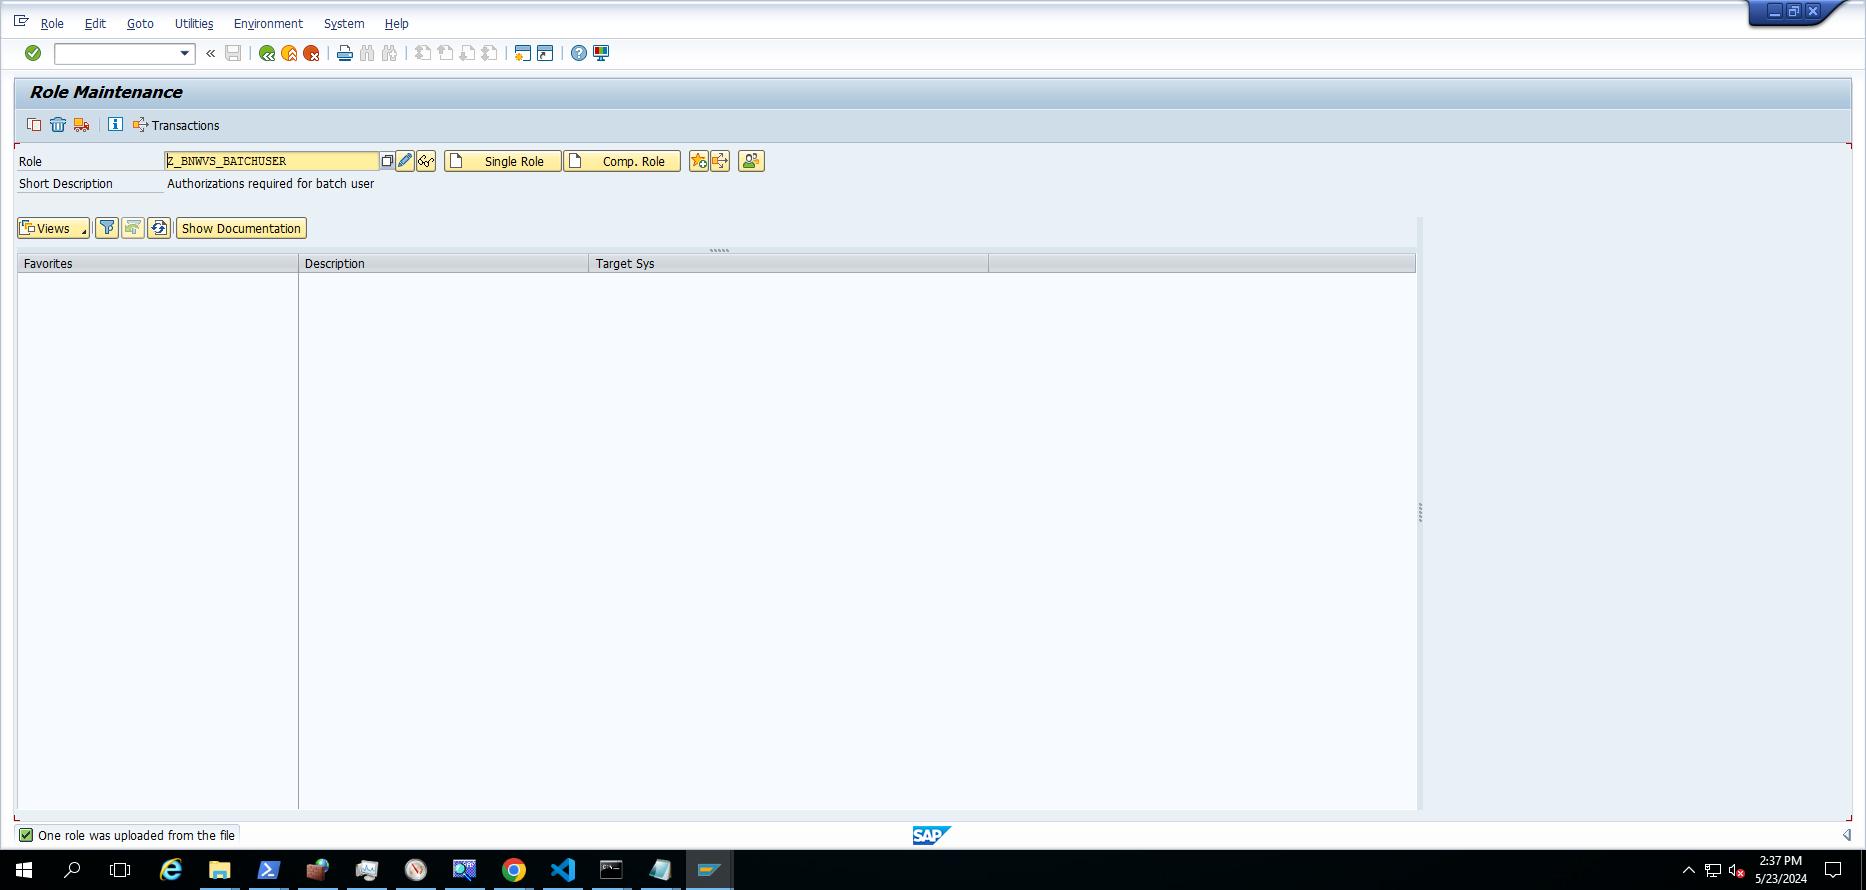 Role Edit Goto Utilities Environment System Help
Role Maintenance
Transactions
Role Z_BNWVS_BATCHUSER Single Role Comp. Role
Short Description Authorizations required for batch user
Views Show Documentation
Favorites Description Target Sys
One role was uploaded from the file
SAP
2:37 PM
5/23/2024